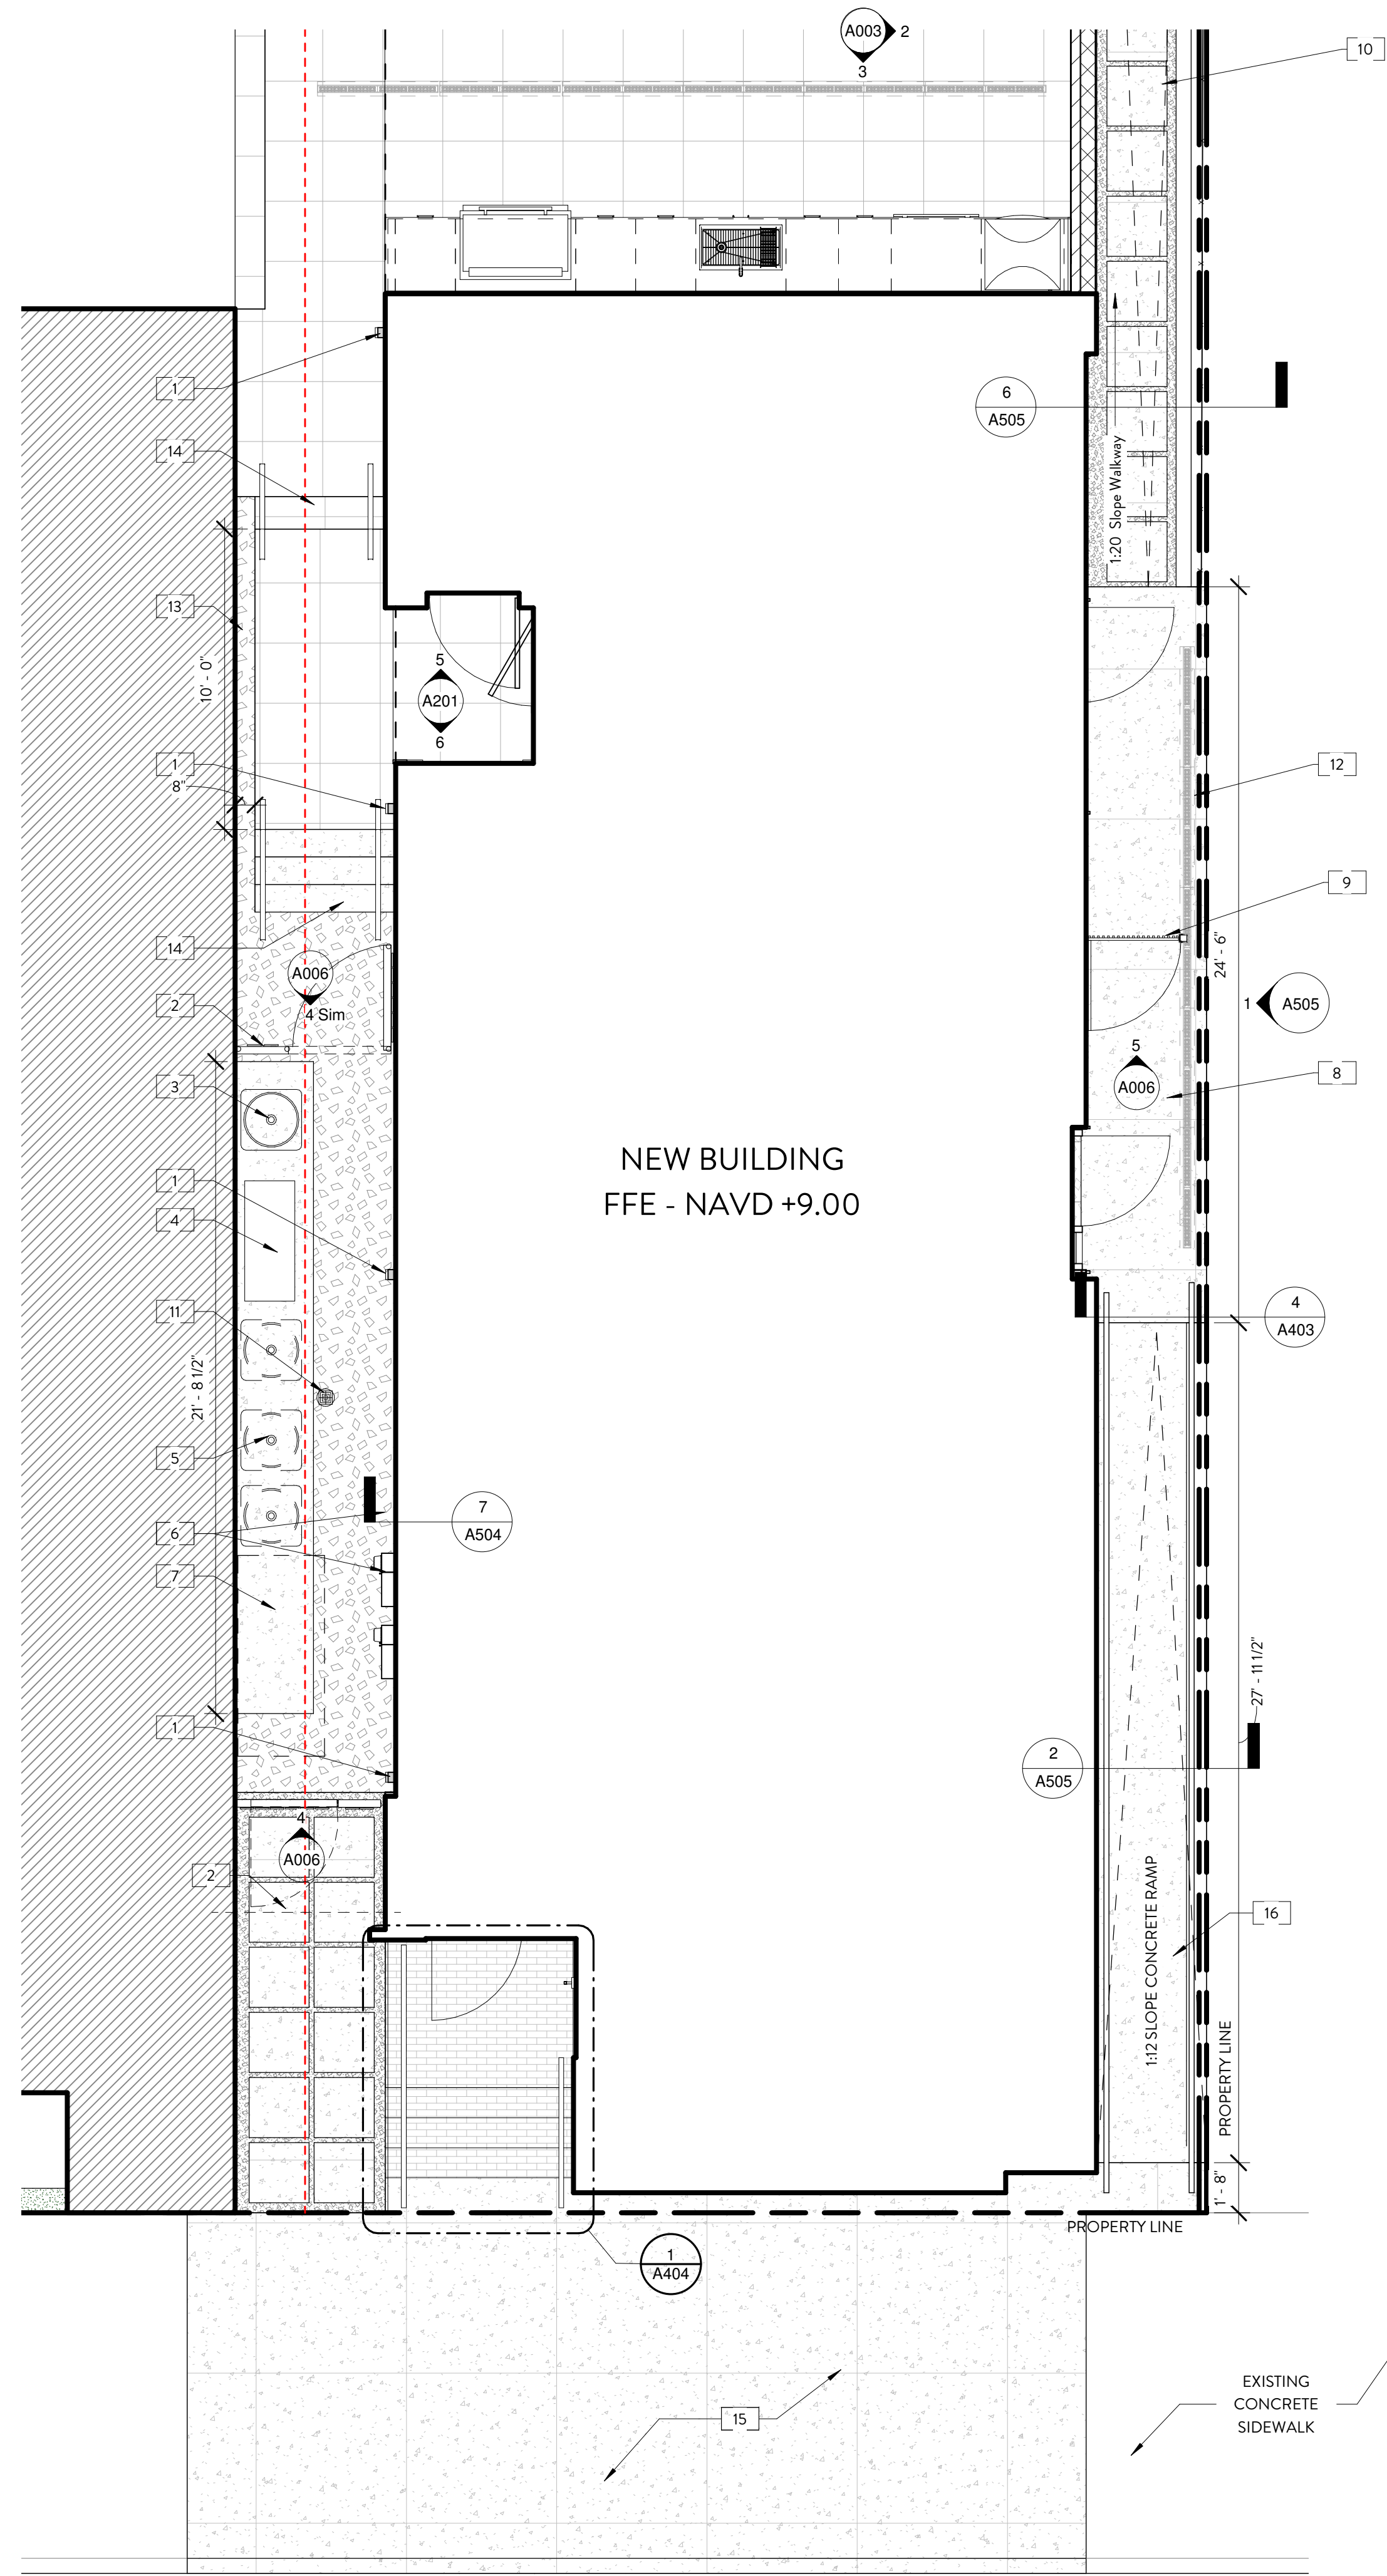 A003
2
3
10
1
14
6
A505
1:20 Slope Walkway
13
10' - 0"
5
A201
6
1
8"
12
9
24' - 6"
14
A006
4 Sim
2
1
A505
5
A006
3
8
NEW BUILDING
FFE - NAVD +9.00
1
4
11
4
A403
21' - 8 1/2"
5
7
A504
6
7
27' - 11 1/2"
1
2
A505
4
A006
2
1:12 SLOPE CONCRETE RAMP
16
PROPERTY LINE
1' - 8"
PROPERTY LINE
1
A404
EXISTING
CONCRETE
SIDEWALK
15